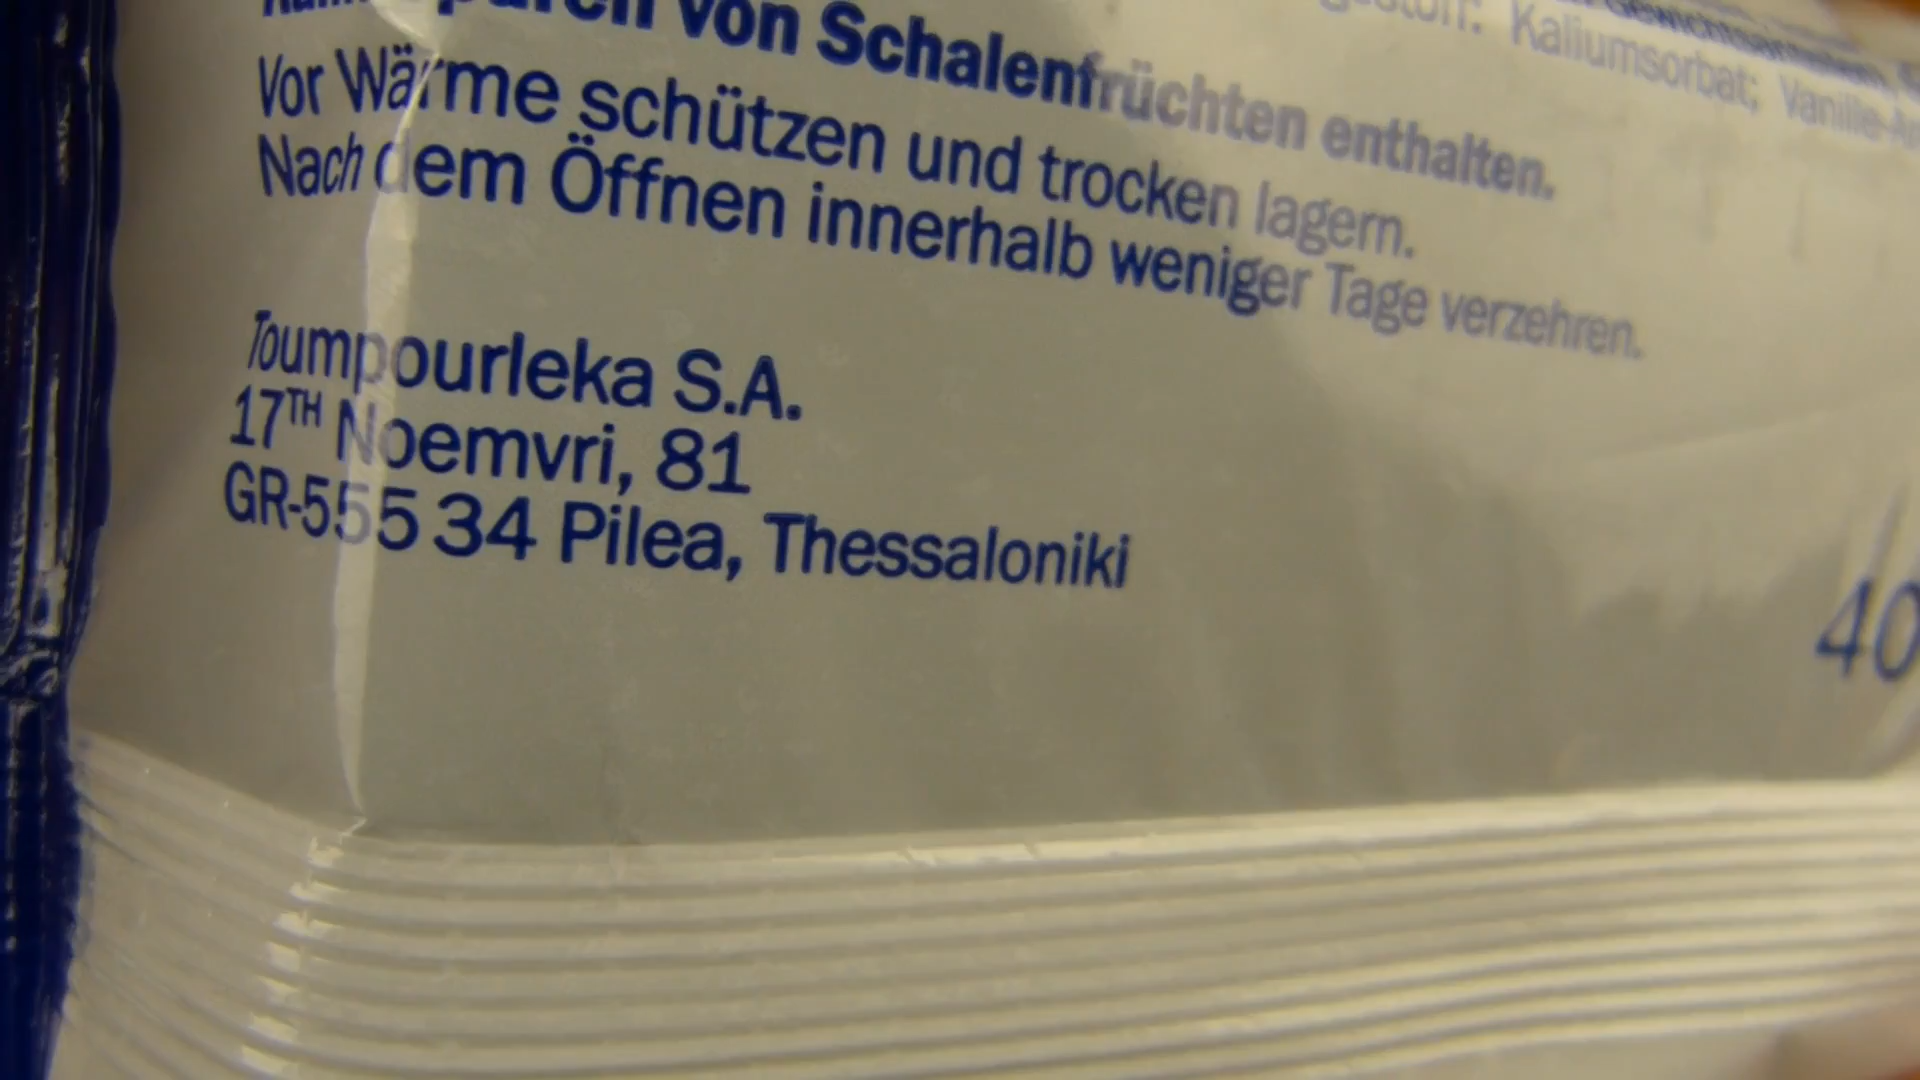 von Schalenfrüchten enthalten.
Vor Wärme schützen und trocken lagern.
Nach dem Öffnen innerhalb weniger Tage verzehren.
Toumpourleka S.A.
17TH Noemvri, 81
GR-555 34 Pilea, Thessaloniki
Kaliumsorbat; Vanille
40